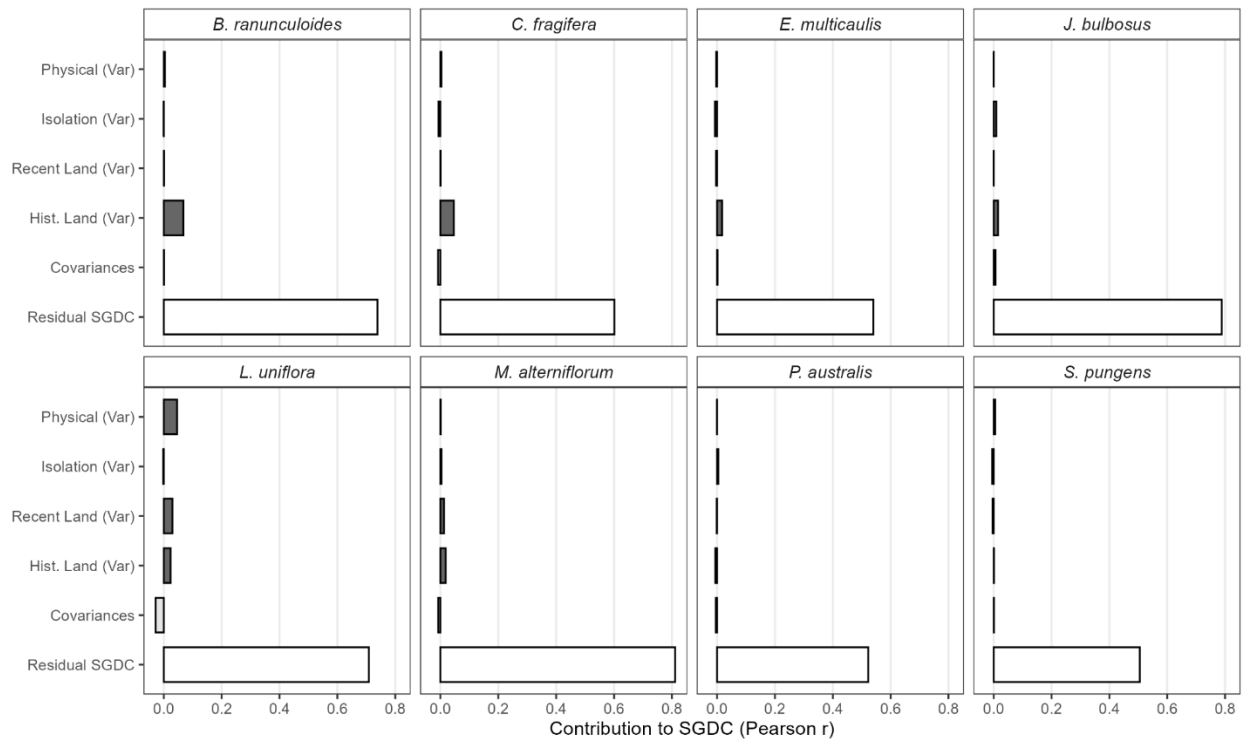 B. ranunculoides
C. fragifera
E. multicaulis
J. bulbosus
Physical (Var)
Isolation (Var)
Recent Land (Var)
Hist. Land (Var)
Covariances
Residual SGDC
L. uniflora
M. alterniflorum
P. australis
S. pungens
Physical (Var)
Isolation (Var)
Recent Land (Var)
Hist. Land (Var)
Covariances
Residual SGDC
0.0 0.2 0.4 0.6 0.8
0.0 0.2 0.4 0.6 0.8
0.0 0.2 0.4 0.6 0.8
0.0 0.2 0.4 0.6 0.8
Contribution to SGDC (Pearson r)